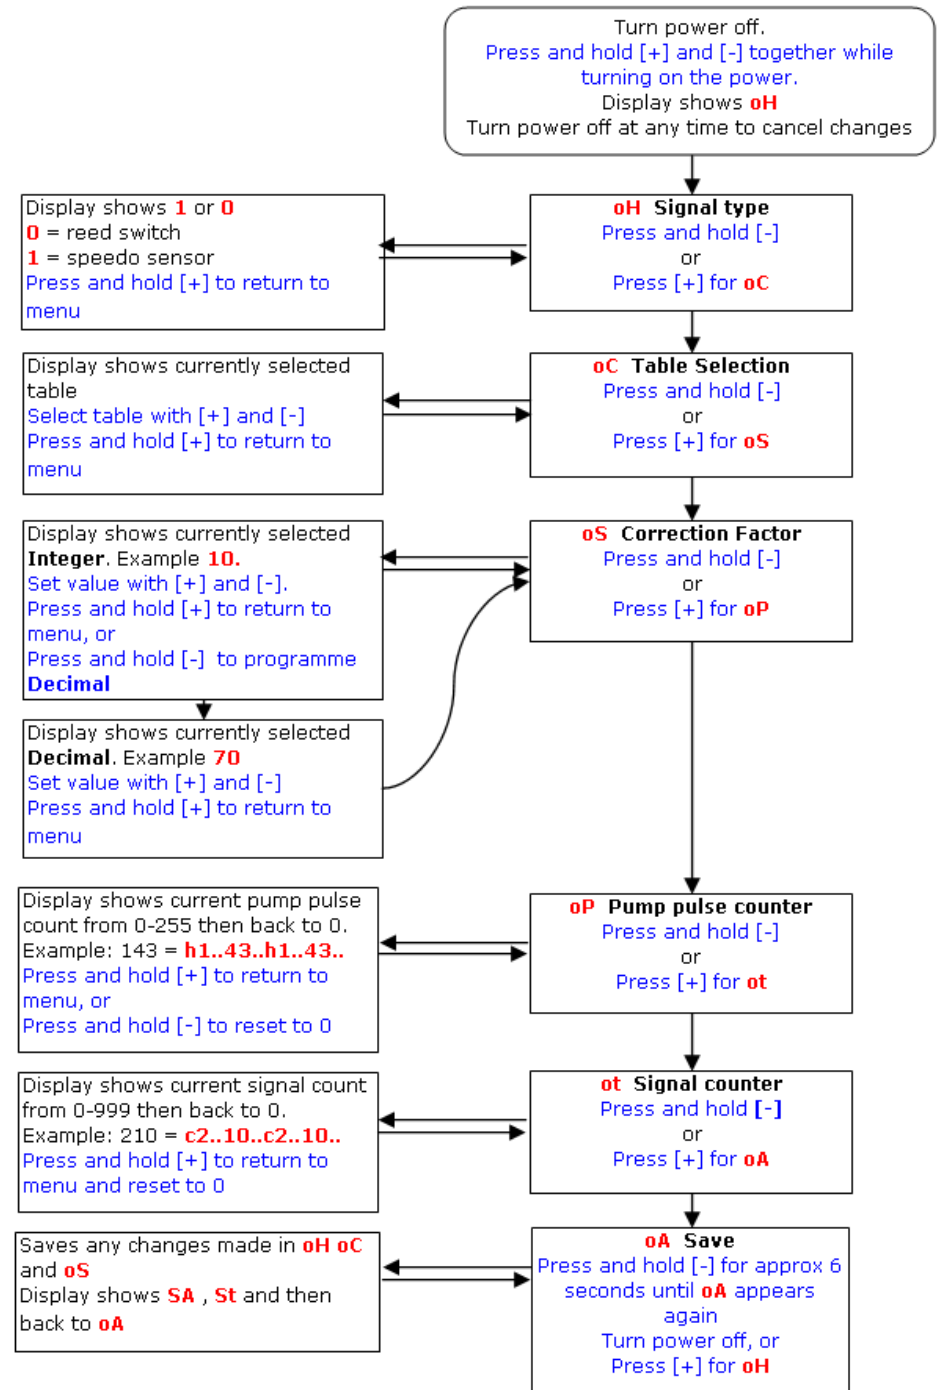 Turn power off.
Press and hold [+] and [-] together while
turning on the power.
Display shows oH
Turn power off at any time to cancel changes
oH Signal type
Press and hold [-]
or
Press [+] for oC
Display shows 1 or 0
0 = reed switch
1 = speedo sensor
Press and hold [+] to return to
menu
oC Table Selection
Press and hold [-]
or
Press [+] for oS
Display shows currently selected
table
Select table with [+] and [-]
Press and hold [+] to return to
menu
oS Correction Factor
Press and hold [-]
or
Press [+] for oP
Display shows currently selected
Integer. Example 10.
Set value with [+] and [-].
Press and hold [+] to return to
menu, or
Press and hold [-] to programme
Decimal
Display shows currently selected
Decimal. Example 70
Set value with [+] and [-]
Press and hold [+] to return to
menu
oP Pump pulse counter
Press and hold [-]
or
Press [+] for ot
Display shows current pump pulse
count from 0-255 then back to 0.
Example: 143 = h1..43..h1..43..
Press and hold [+] to return to
menu, or
Press and hold [-] to reset to 0
ot Signal counter
Press and hold [-]
or
Press [+] for oA
Display shows current signal count
from 0-999 then back to 0.
Example: 210 = c2..10..c2..10..
Press and hold [+] to return to
menu and reset to 0
oA Save
Press and hold [-] for approx 6
seconds until oA appears
again
Turn power off, or
Press [+] for oH
Saves any changes made in oH oC
and oS
Display shows SA , St and then
back to oA